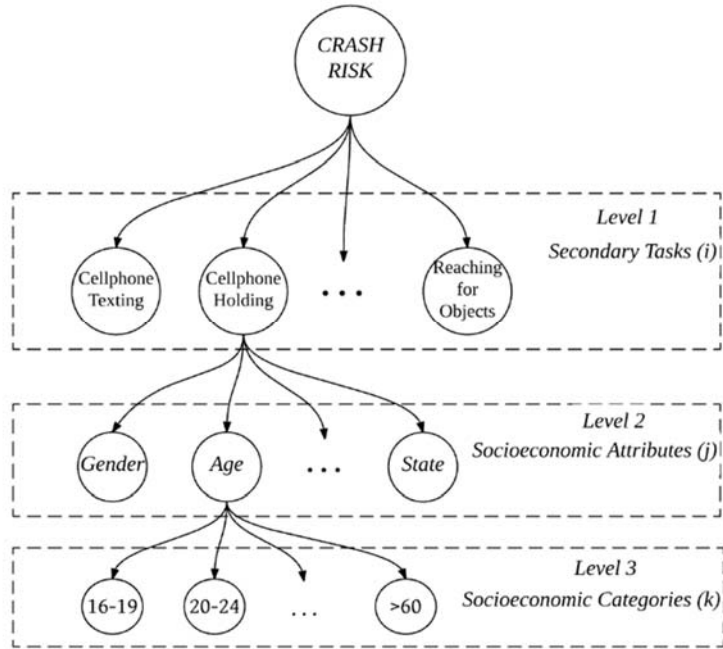 CRASH
RISK
Level 1
Secondary Tasks (i)
Cellphone
Texting
Cellphone
Holding
...
Reaching
for
Objects
Level 2
Socioeconomic Attributes (j)
Gender
Age
...
State
Level 3
Socioeconomic Categories (k)
16-19
20-24
...
>60